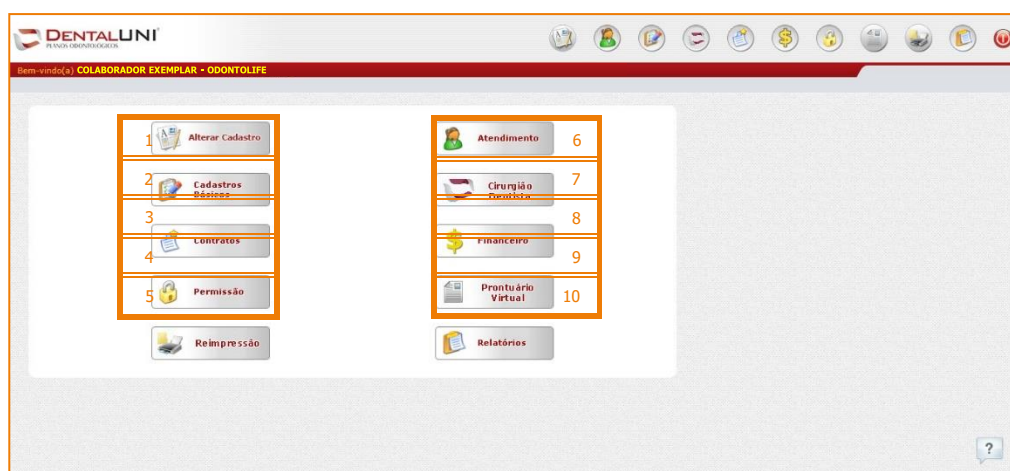 DENTALUNI
PLANOS ODONTOLÓGICOS
Bem-vindo(a) COLABORADOR EXEMPLAR - ODONTOLIFE
1 Alterar Cadastro
Atendimento 6
2 Cadastros Básicos
Cirurgião Dentista 7
3
8
4 Contratos
Financeiro 9
5 Permissão
Prontuário Virtual 10
Reimpressão
Relatórios
?